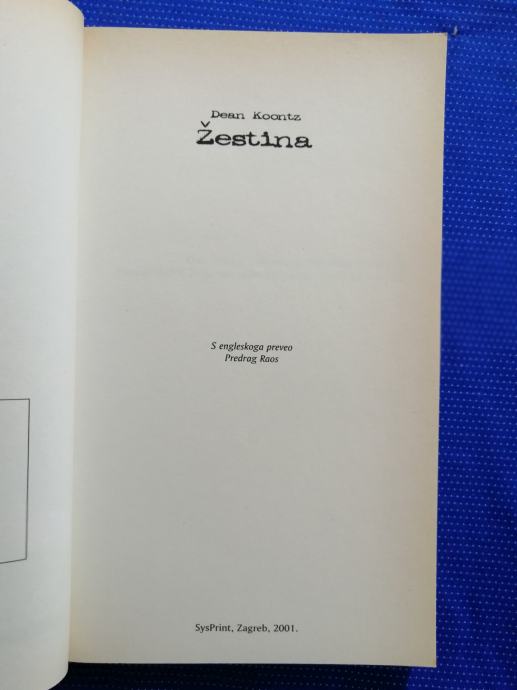 Dean Koontz
Žestina
S engleskoga preveo
Predrag Raos
SysPrint, Zagreb, 2001.